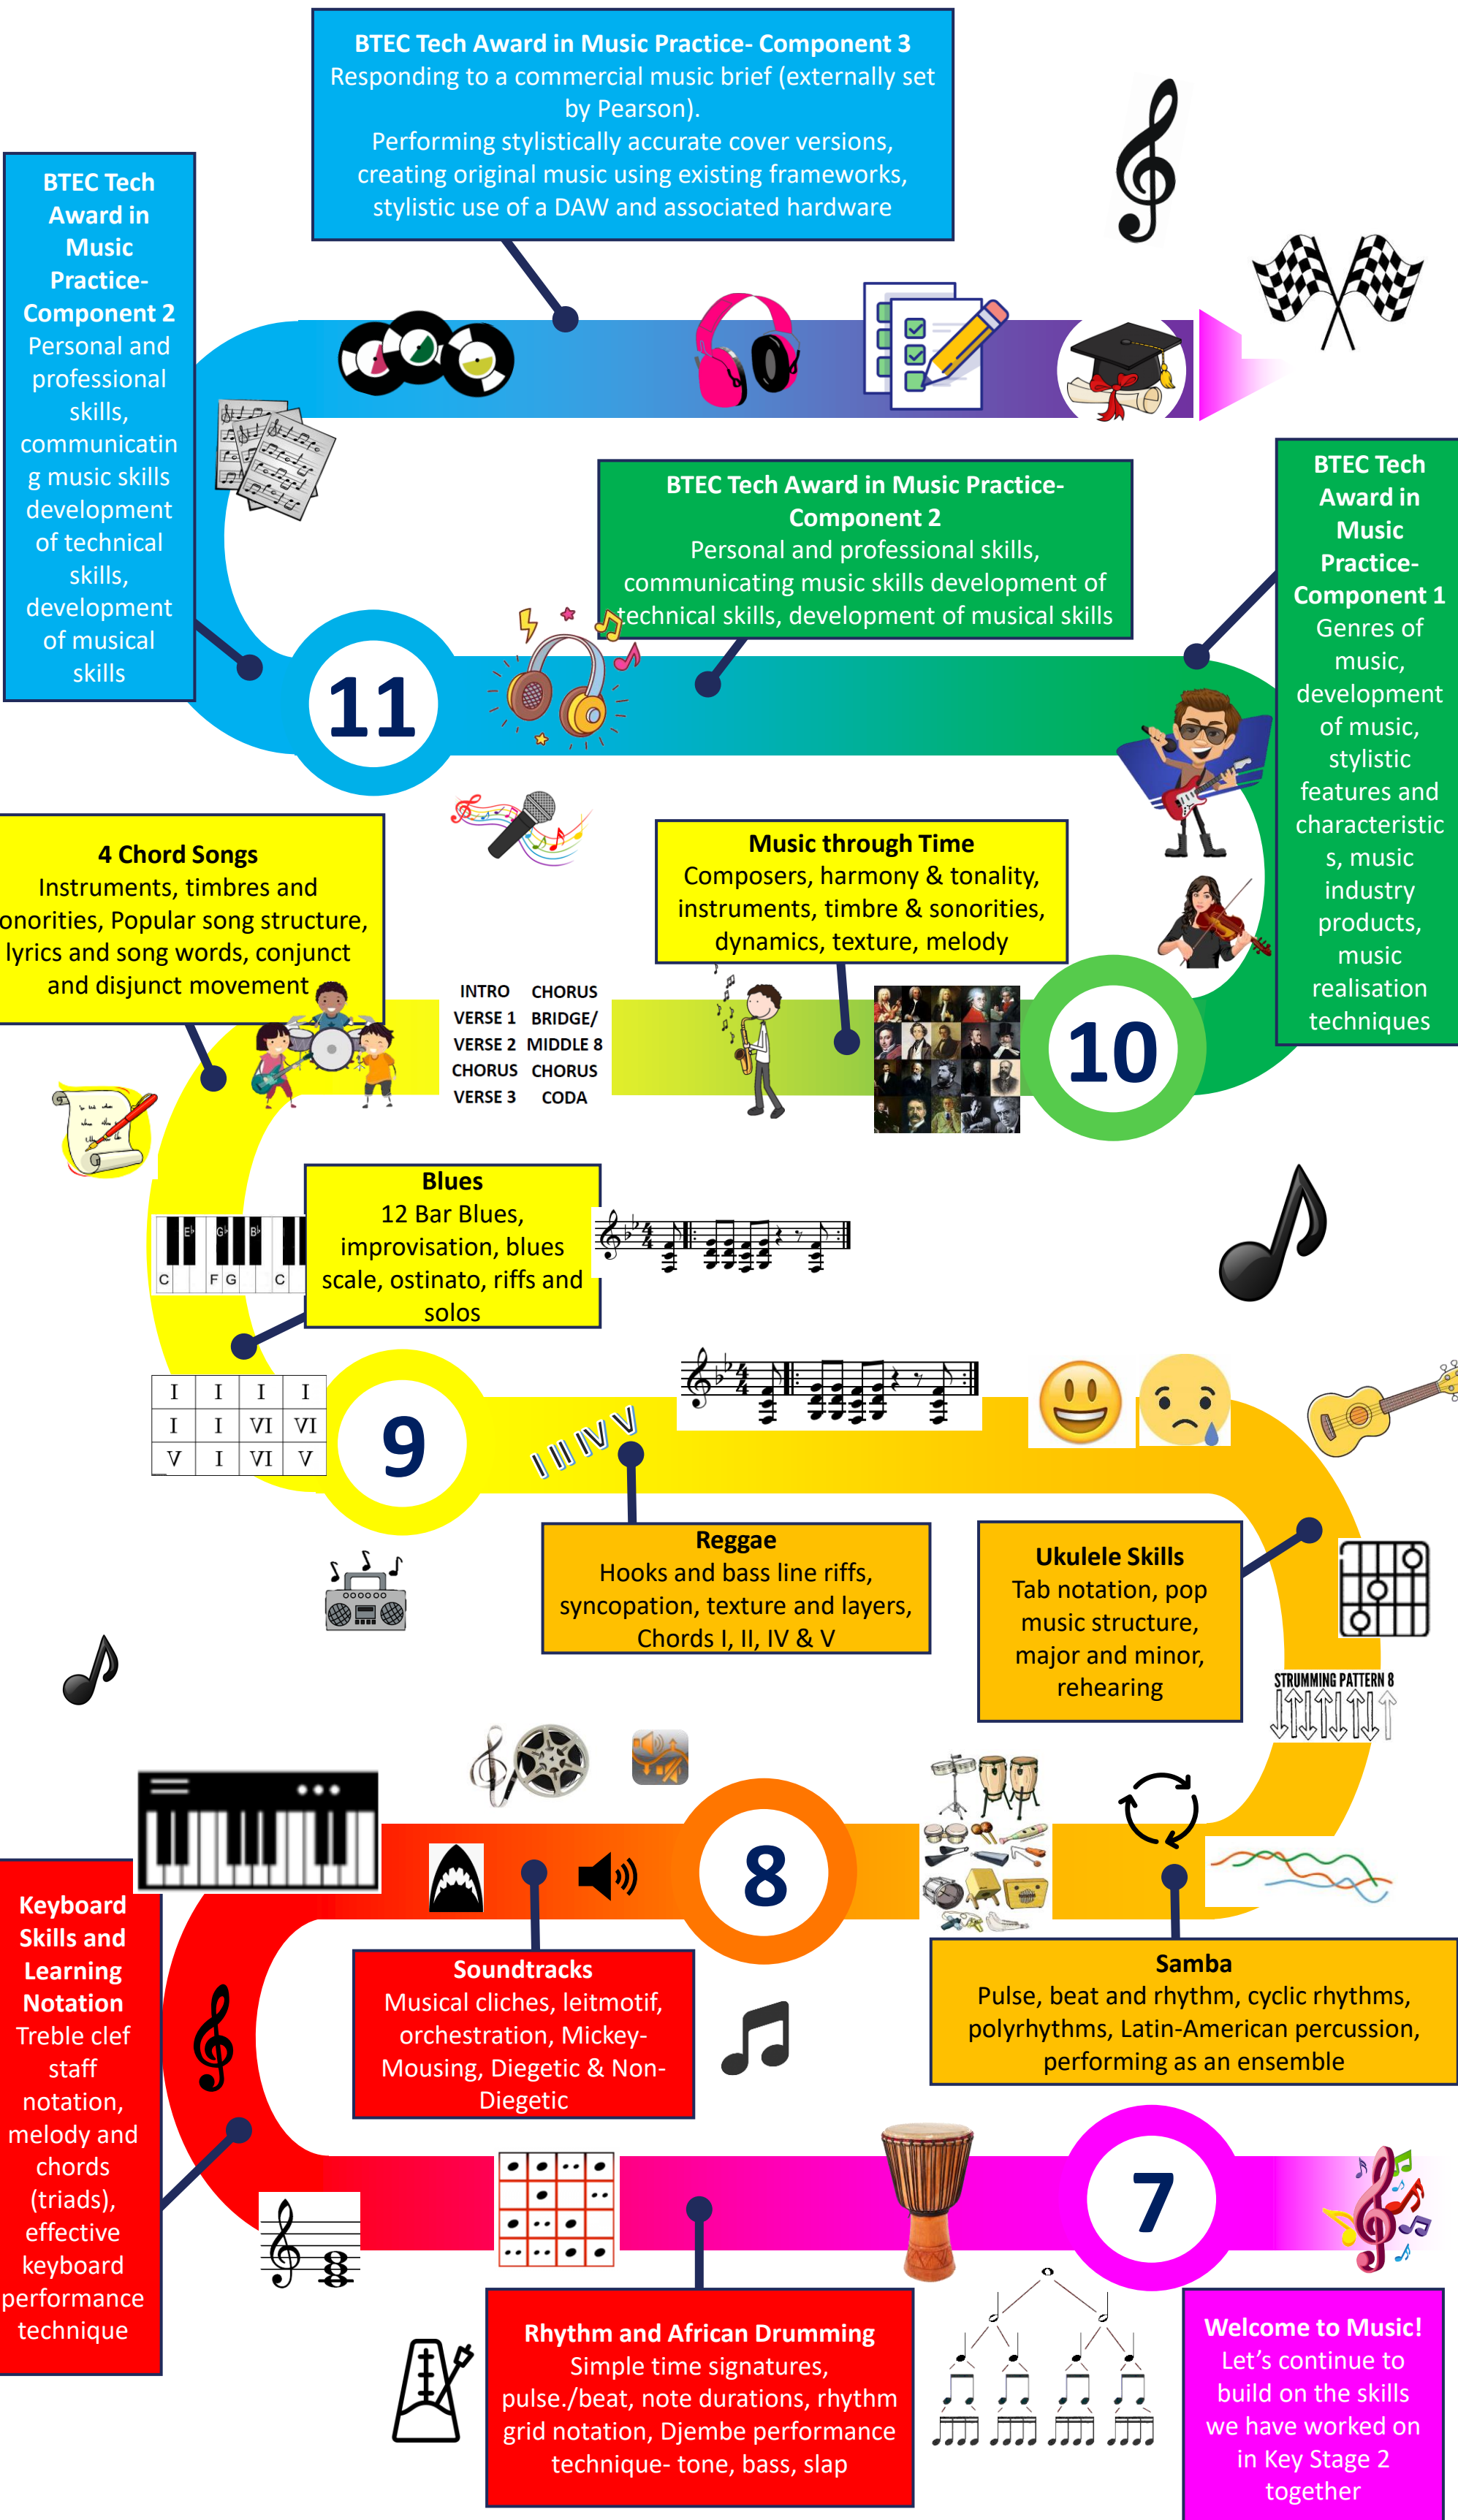 BTEC Tech Award in Music Practice- Component 3
Responding to a commercial music brief (externally set
by Pearson).
Performing stylistically accurate cover versions,
creating original music using existing frameworks,
stylistic use of a DAW and associated hardware
BTEC Tech
Award in
Music
Practice-
Component 2
Personal and
professional
skills,
communicatin
g music skills
development
of technical
skills,
development
of musical
skills
BTEC Tech Award in Music Practice-
Component 2
Personal and professional skills,
communicating music skills development of
technical skills, development of musical skills
BTEC Tech
Award in
Music
Practice-
Component 1
Genres of
music,
development
of music,
stylistic
features and
characteristic
s, music
industry
products,
music
realisation
techniques
11
4 Chord Songs
Instruments, timbres and
onorities, Popular song structure,
lyrics and song words, conjunct
and disjunct movement
Music through Time
Composers, harmony & tonality,
instruments, timbre & sonorities,
dynamics, texture, melody
INTRO CHORUS
VERSE 1 BRIDGE/
VERSE 2 MIDDLE 8
CHORUS CHORUS
VERSE 3 CODA
10
Blues
12 Bar Blues,
improvisation, blues
scale, ostinato, riffs and
solos
E♭ G♭ B♭
C F G C
I I I I
I I VI VI
V I VI V
9
I II IV V
Reggae
Hooks and bass line riffs,
syncopation, texture and layers,
Chords I, II, IV & V
Ukulele Skills
Tab notation, pop
music structure,
major and minor,
rehearing
STRUMMING PATTERN 8
8
Keyboard
Skills and
Learning
Notation
Treble clef
staff
notation,
melody and
chords
(triads),
effective
keyboard
performance
technique
Soundtracks
Musical cliches, leitmotif,
orchestration, Mickey-
Mousing, Diegetic & Non-
Diegetic
Samba
Pulse, beat and rhythm, cyclic rhythms,
polyrhythms, Latin-American percussion,
performing as an ensemble
7
Rhythm and African Drumming
Simple time signatures,
pulse./beat, note durations, rhythm
grid notation, Djembe performance
technique- tone, bass, slap
Welcome to Music!
Let's continue to
build on the skills
we have worked on
in Key Stage 2
together